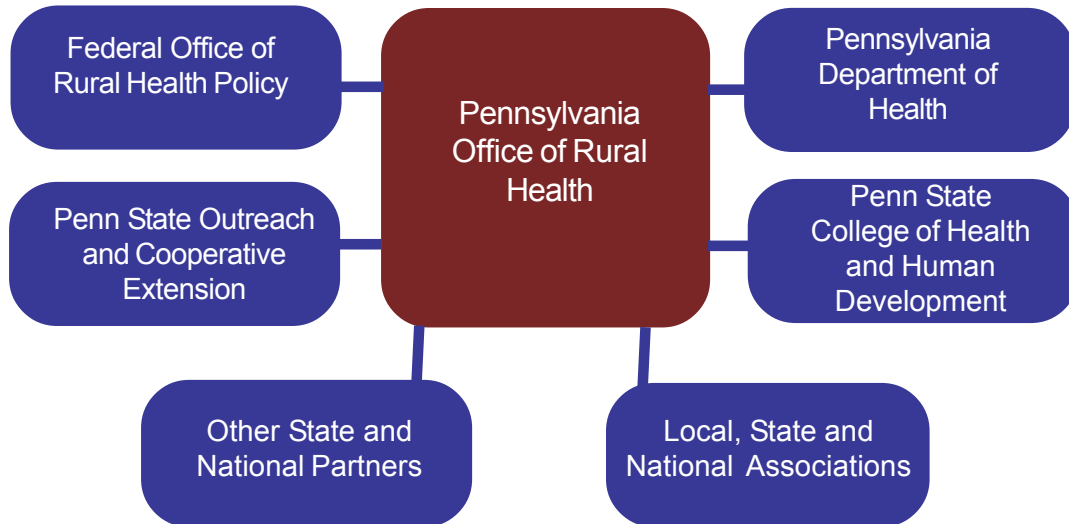 Federal Office of
Rural Health Policy
Pennsylvania
Office of Rural
Health
Pennsylvania
Department of
Health
Penn State Outreach
and Cooperative
Extension
Penn State
College of Health
and Human
Development
Other State and
National Partners
Local, State and
National Associations